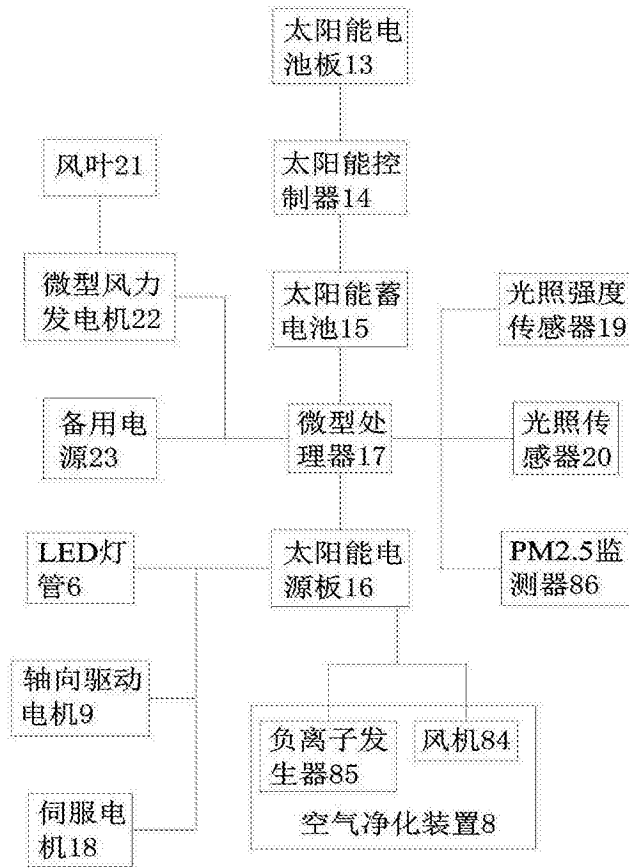 太阳能电
池板13
风叶21
太阳能控
制器14
微型风力
发电机22
太阳能蓄
电池15
光照强度
传感器19
备用电
源23
微型处
理器17
光照传
感器20
LED灯
管6
太阳能电
源板16
PM2.5监
测器86
轴向驱动
电机9
负离子发
生器85
风机84
伺服电
机18
空气净化装置8